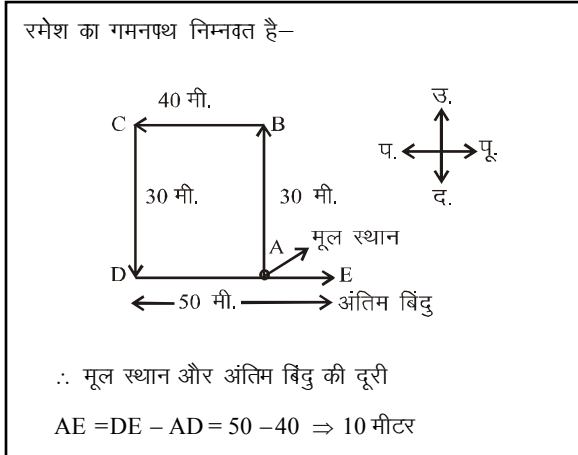 रमेश का गमनपथ निम्नवत है–
40 मी.
C
B
उ.
प.
पू.
द.
30 मी.
30 मी.
A
मूल स्थान
D
E
50 मी.
अंतिम बिंदु
∴ मूल स्थान और अंतिम बिंदु की दूरी
AE =DE – AD = 50 –40 ⇒ 10 मीटर